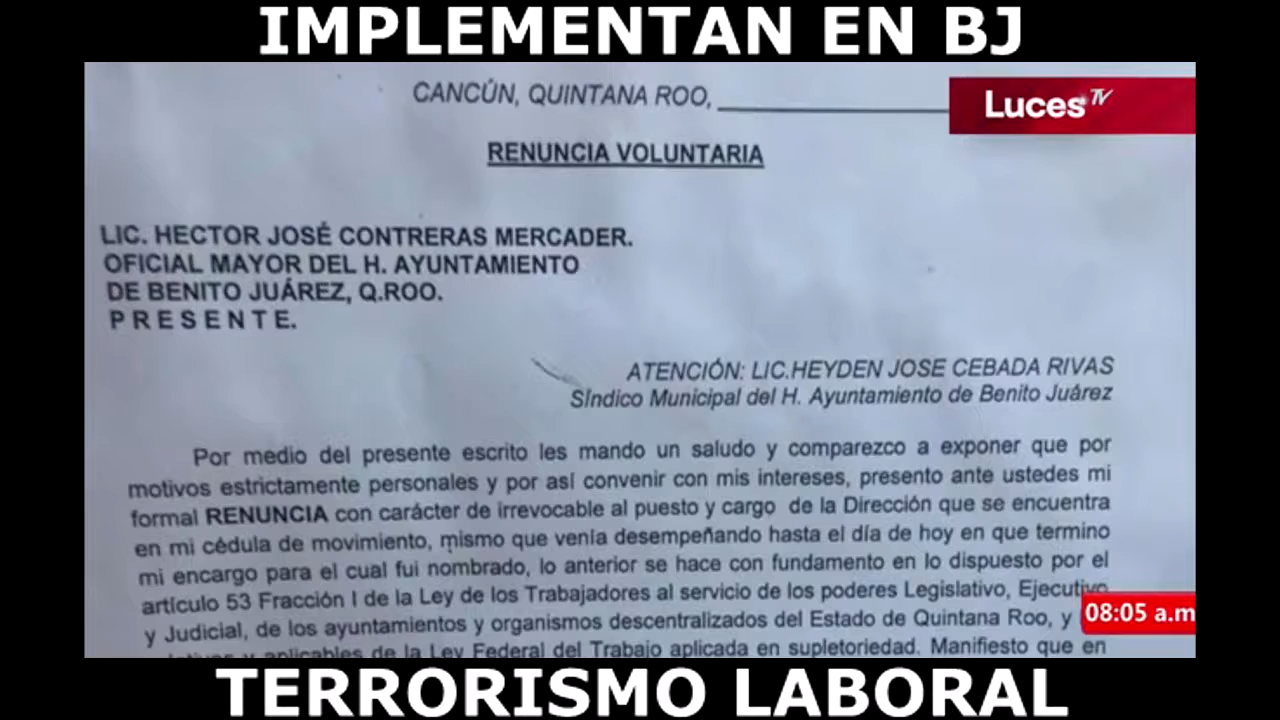 IMPLEMENTAN EN BJ
CANCÚN, QUINTANA ROO,
Luces TV
RENUNCIA VOLUNTARIA
LIC. HECTOR JOSÉ CONTRERAS MERCADER.
OFICIAL MAYOR DEL H. AYUNTAMIENTO
DE BENITO JUÁREZ, Q.ROO.
P R E S E N T E.
ATENCIÓN: LIC.HEYDEN JOSE CEBADA RIVAS
Síndico Municipal del H. Ayuntamiento de Benito Juárez
Por medio del presente escrito les mando un saludo y comparezco a exponer que por
motivos estrictamente personales y por así convenir con mis intereses, presento ante ustedes mi
formal RENUNCIA con carácter de irrevocable al puesto y cargo de la Dirección que se encuentra
en mi cédula de movimiento, mismo que venía desempeñando hasta el día de hoy en que termino
mi encargo para el cual fui nombrado, lo anterior se hace con fundamento en lo dispuesto por el
artículo 53 Fracción I de la Ley de los Trabajadores al servicio de los poderes Legislativo, Ejecutivo
y Judicial, de los ayuntamientos y organismos descentralizados del Estado de Quintana Roo, y
08:05 a.m
y aplicables de la Ley Federal del Trabajo aplicada en supletoriedad. Manifiesto que en
TERRORISMO LABORAL